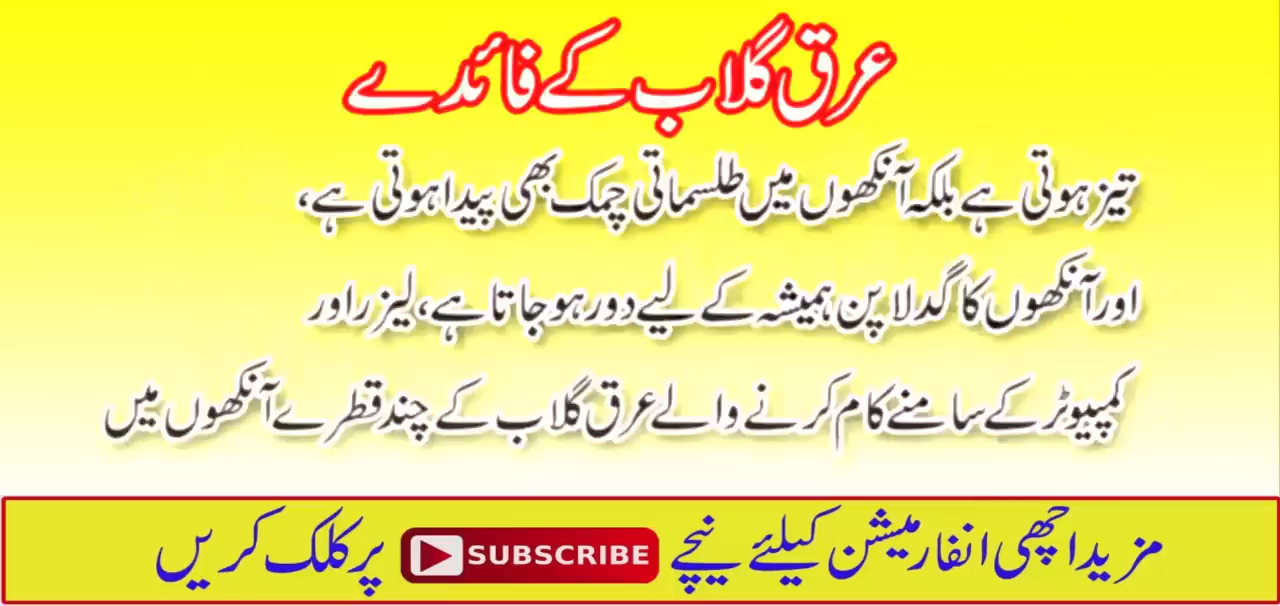 عرق گلاب کے فائدے
تیز ہوتی ہے بلکہ آنکھوں میں طلسماتی چمک بھی پیدا ہوتی ہے،
اور آنکھوں کا گدلا پن ہمیشہ کے لیے دور ہو جاتا ہے، لیزر اور
کمپیوٹر کے سامنے کام کرنے والے عرق گلاب کے چند قطرے آنکھوں میں
مزید اچھی انفارمیشن کیلئے نیچے SUBSCRIBE پر کلک کریں